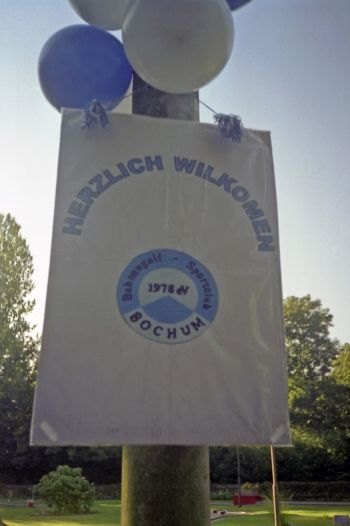 HERZLICH WILKOMEN
Bahnengolf - Sportclub
1978 eV
BOCHUM